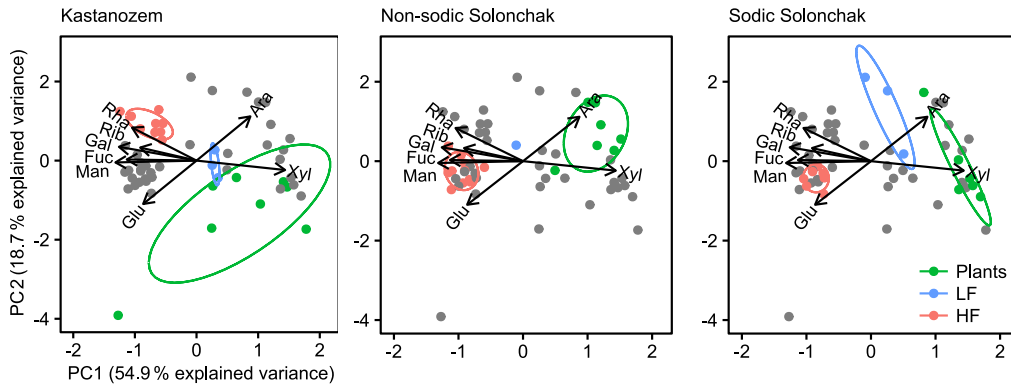 Kastanozem
Non-sodic Solonchak
Sodic Solonchak
PC2 (18.7 % explained variance)
2
0
-2
-4
Rha
Rib
Gal
Fuc
Man
Glu
Ara
Xyl
-2
-1
0
1
2
PC1 (54.9 % explained variance)
2
0
-2
-4
Rha
Rib
Gal
Fuc
Man
Glu
Ara
Xyl
-2
-1
0
1
2
2
0
-2
-4
Rha
Rib
Gal
Fuc
Man
Glu
Ara
Xyl
Plants
LF
HF
-2
-1
0
1
2